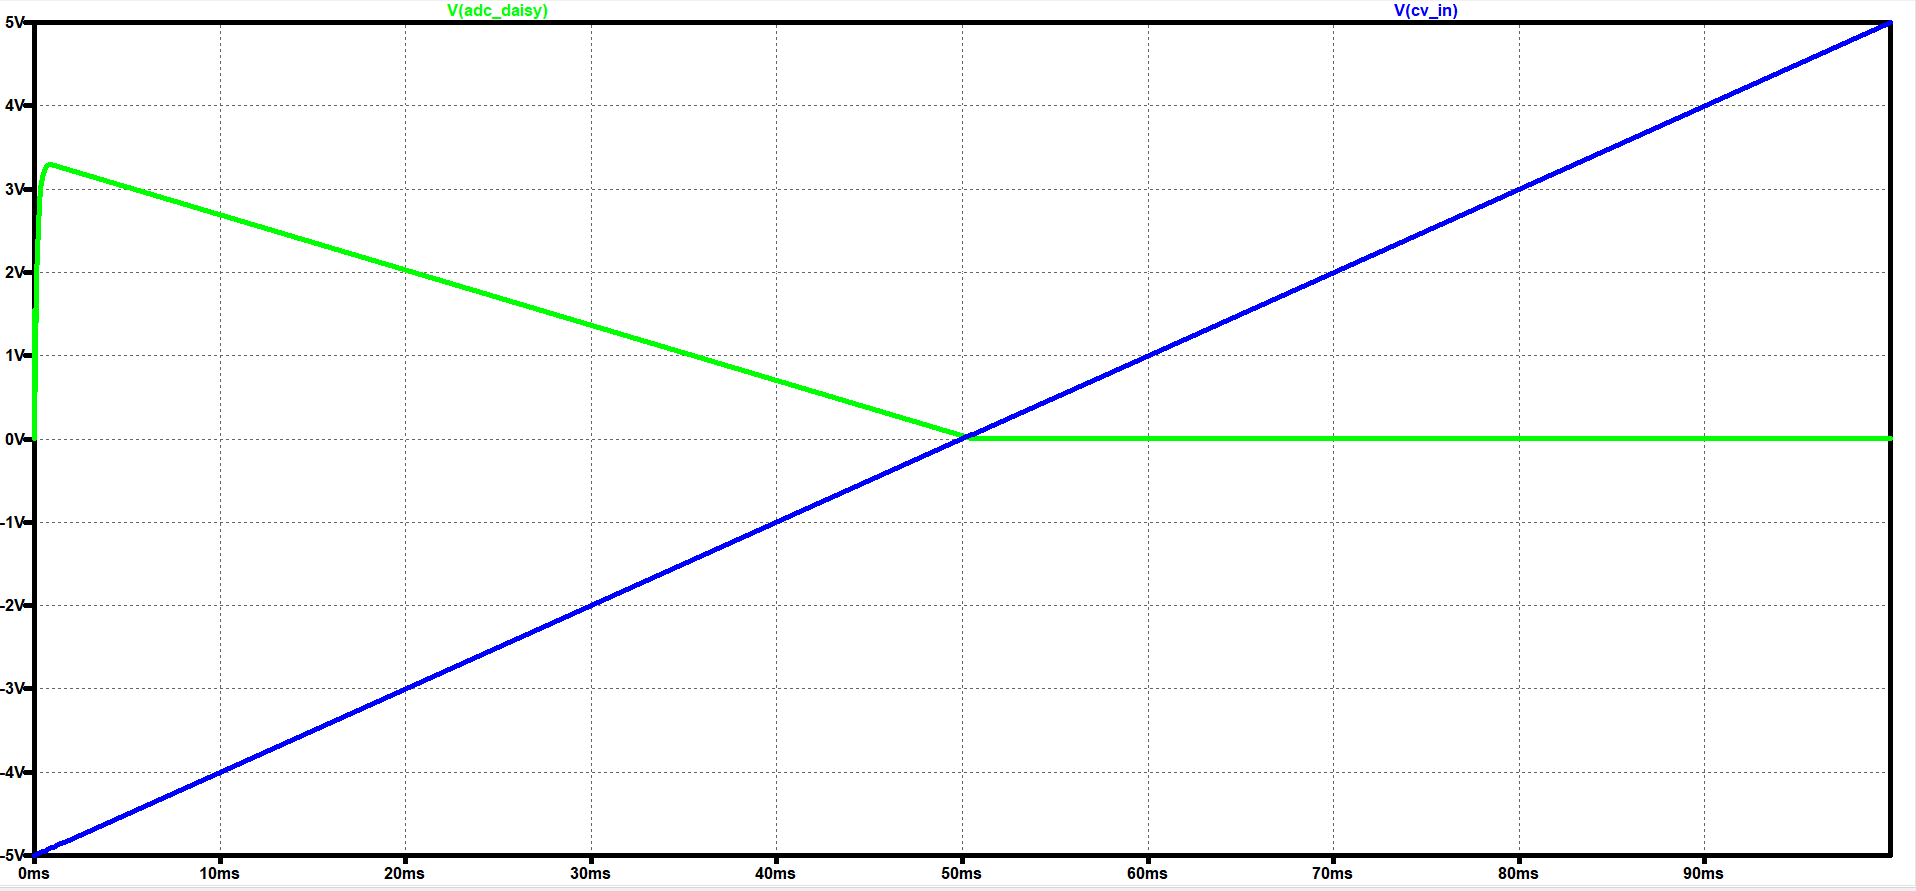 V(adc_daisy) V(cv_in)
5V
4V
3V
2V
1V
0V
-1V
-2V
-3V
-4V
-5V
0ms 10ms 20ms 30ms 40ms 50ms 60ms 70ms 80ms 90ms